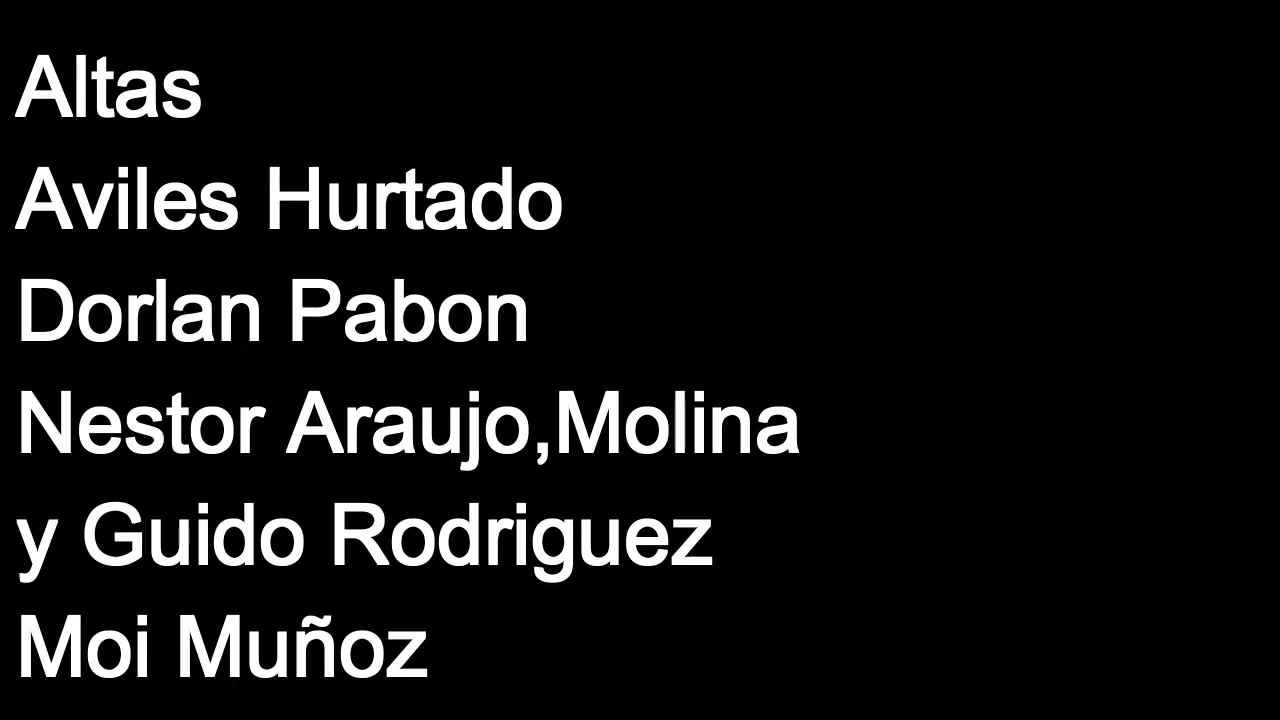 Altas
Aviles Hurtado
Dorlan Pabon
Nestor Araujo,Molina
y Guido Rodriguez
Moi Muñoz